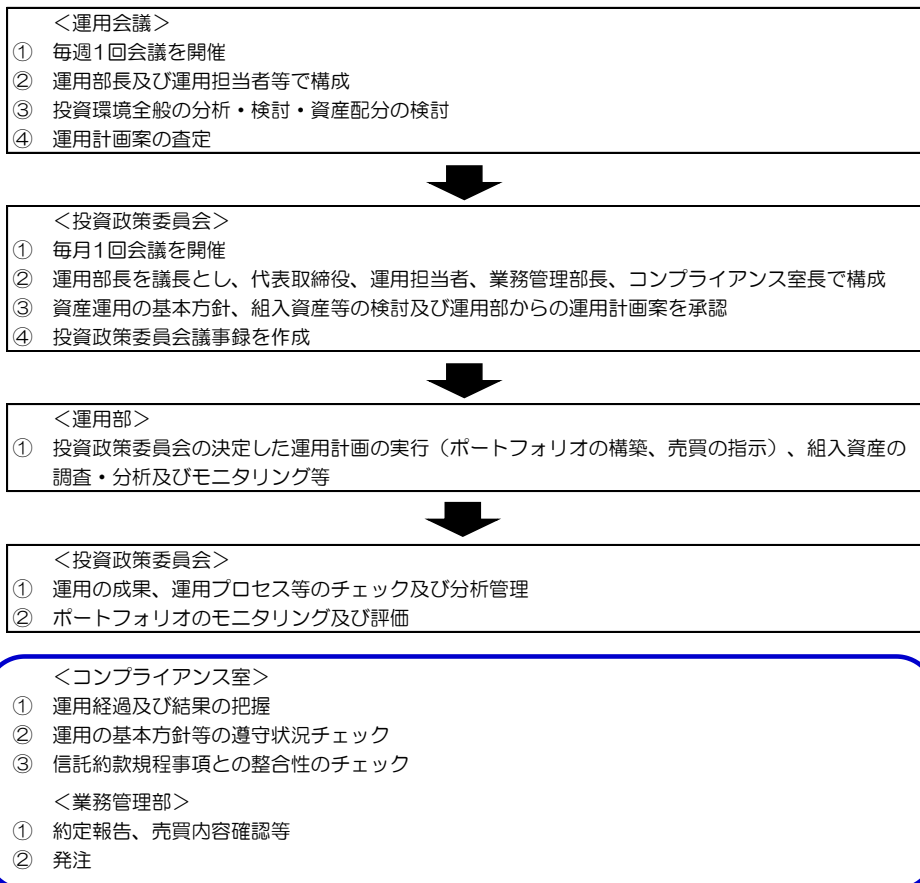 ＜運用会議＞
① 毎週1回会議を開催
② 運用部長及び運用担当者等で構成
③ 投資環境全般の分析・検討・資産配分の検討
④ 運用計画案の査定
＜投資政策委員会＞
① 毎月1回会議を開催
② 運用部長を議長とし、代表取締役、運用担当者、業務管理部長、コンプライアンス室長で構成
③ 資産運用の基本方針、組入資産等の検討及び運用部からの運用計画案を承認
④ 投資政策委員会議事録を作成
＜運用部＞
① 投資政策委員会の決定した運用計画の実行（ポートフォリオの構築、売買の指示）、組入資産の
調査・分析及びモニタリング等
＜投資政策委員会＞
① 運用の成果、運用プロセス等のチェック及び分析管理
② ポートフォリオのモニタリング及び評価
＜コンプライアンス室＞
① 運用経過及び結果の把握
② 運用の基本方針等の遵守状況チェック
③ 信託約款規程事項との整合性のチェック
＜業務管理部＞
① 約定報告、売買内容確認等
② 発注